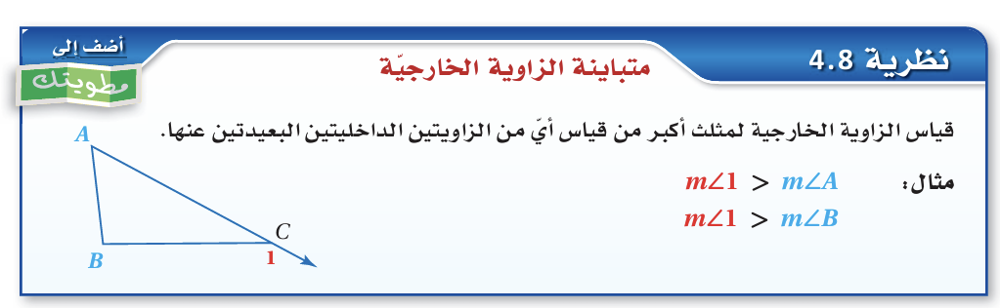 نظرية 4.8
متباينة الزاوية الخارجيّة
أضف إلى
مطويتك
قياس الزاوية الخارجية لمثلث أكبر من قياس أيّ من الزاويتين الداخليتين البعيدتين عنها.
مثال: m∠1 > m∠A
m∠1 > m∠B
A
B
C
1